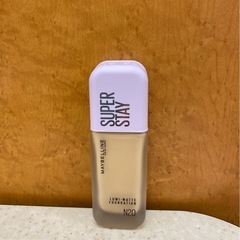 SUPER
STAY
MAYBELLINE
LUMI-MATTE
FOUNDATION
N20